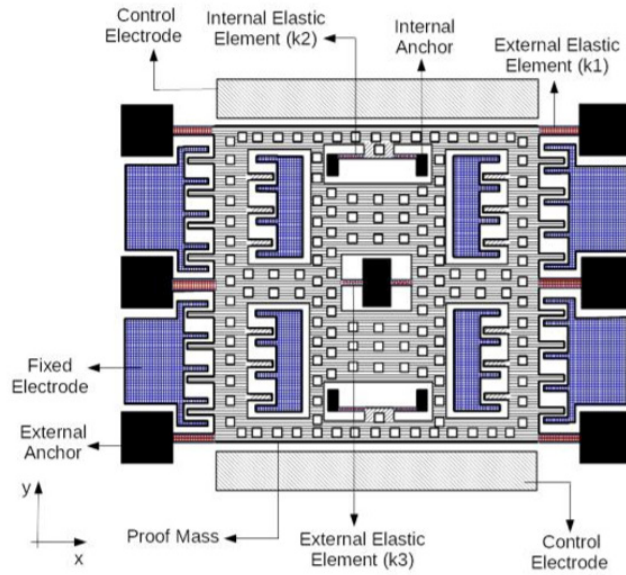 Control
Electrode
Internal Elastic
Element (k2)
Internal
Anchor
External Elastic
Element (k1)
Fixed
Electrode
External
Anchor
y
x
Proof Mass
External Elastic
Element (k3)
Control
Electrode